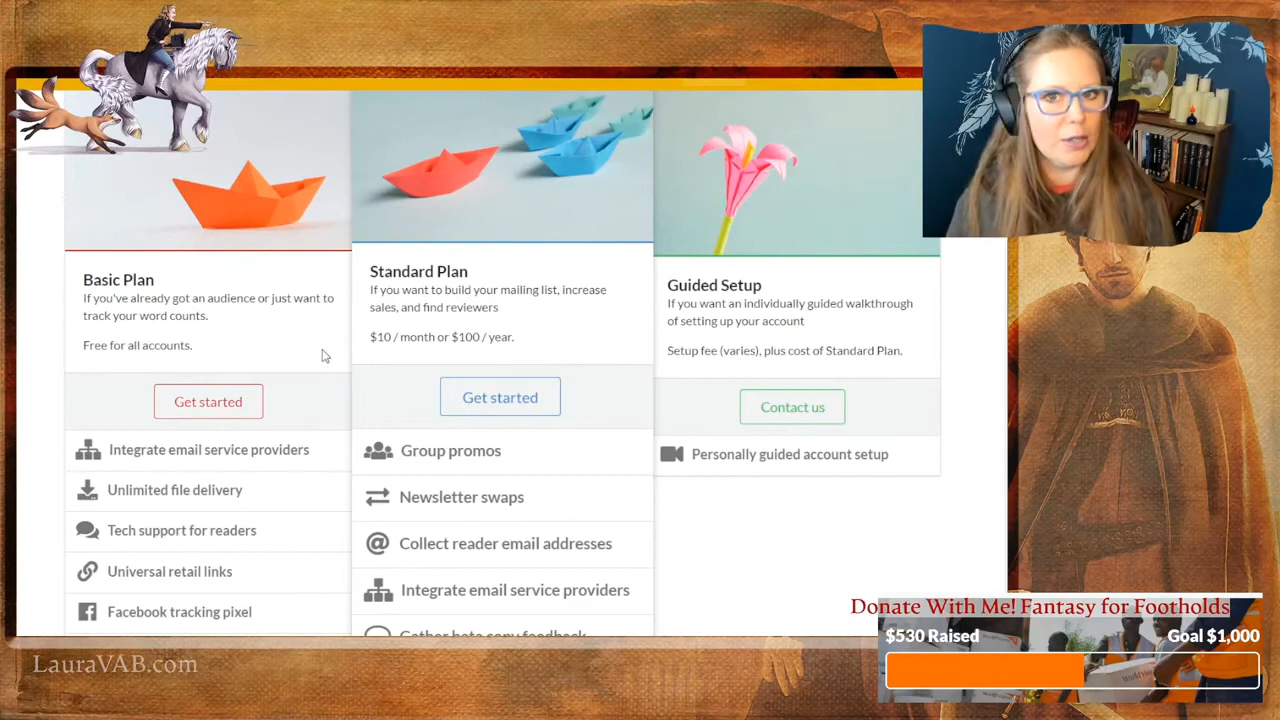 Basic Plan
If you've already got an audience or just want to
track your word counts.
Free for all accounts.
Get started
Integrate email service providers
Unlimited file delivery
Tech support for readers
Universal retail links
Facebook tracking pixel
Standard Plan
If you want to build your mailing list, increase
sales, and find reviewers
$10 / month or $100 / year.
Get started
Group promos
Newsletter swaps
Collect reader email addresses
Integrate email service providers
Gather beta copy feedback
Guided Setup
If you want an individually guided walkthrough
of setting up your account
Setup fee (varies), plus cost of Standard Plan.
Contact us
Personally guided account setup
Donate With Me! Fantasy for Footholds
$530 Raised
Goal $1,000
LauraVAB.com